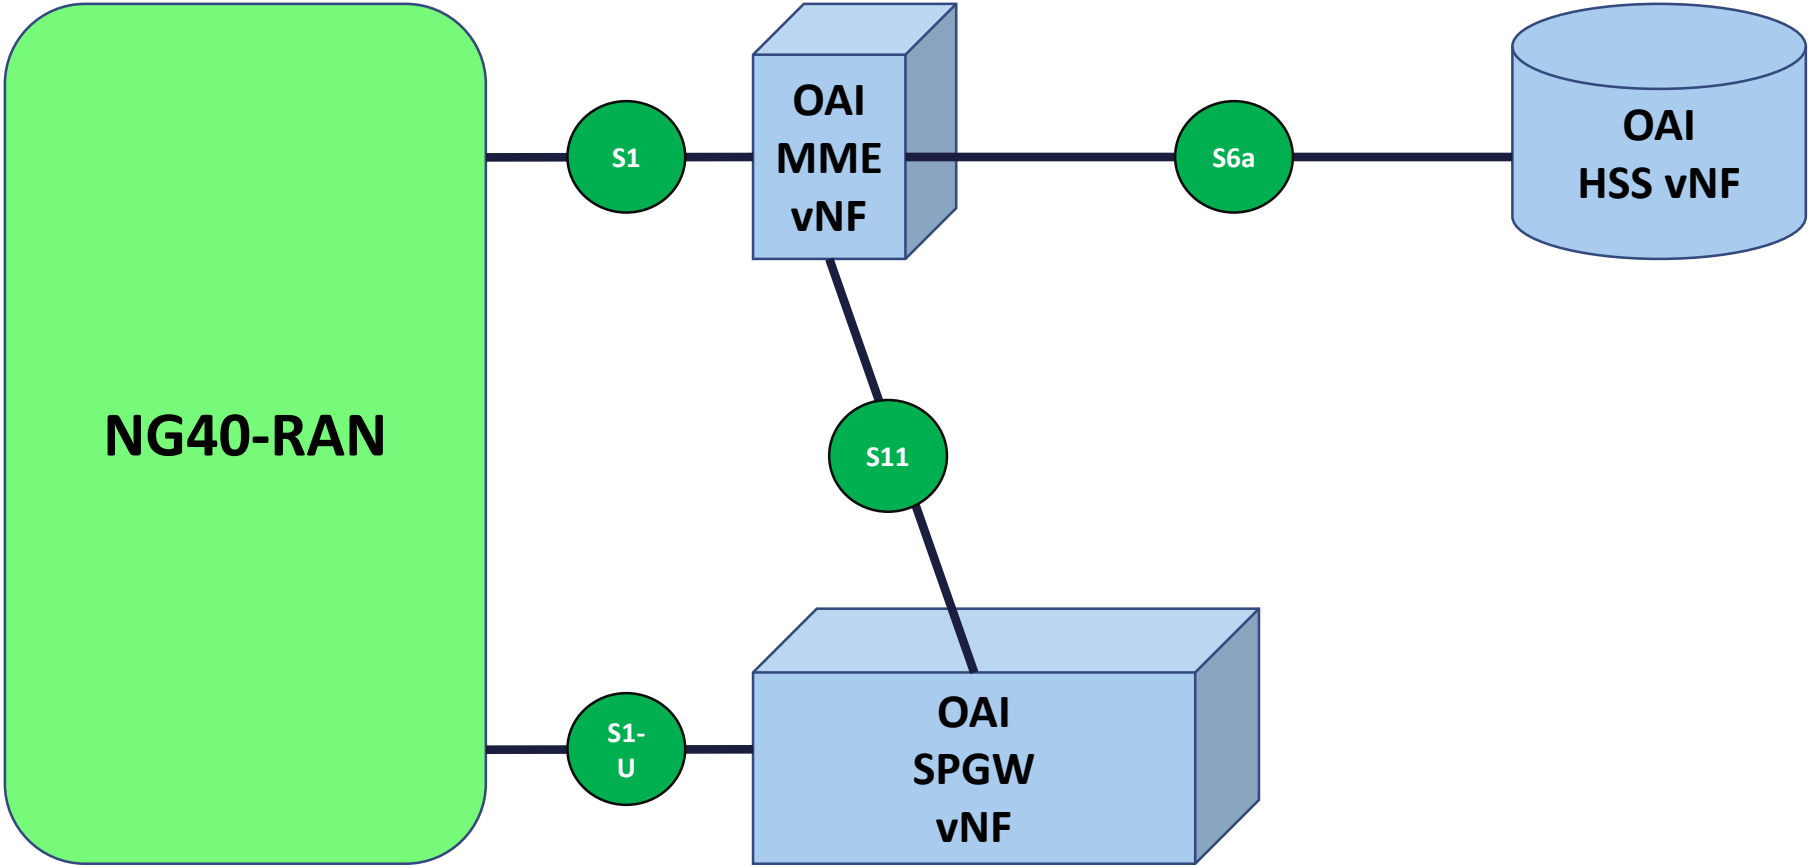 NG40-RAN
S1
OAI
MME
vNF
S6a
OAI
HSS vNF
S11
S1-
U
OAI
SPGW
vNF